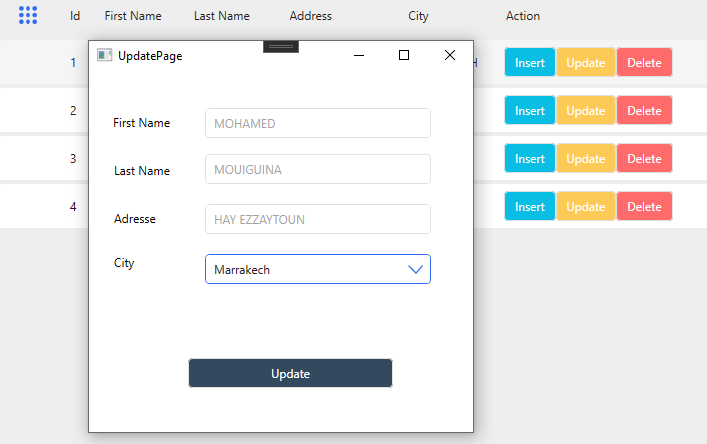 Id First Name Last Name Address City Action
UpdatePage
1 H Insert Update Delete
First Name MOHAMED
2 Insert Update Delete
3 Insert Update Delete
Last Name MOUIGUINA
4 Insert Update Delete
Adresse HAY EZZAYTOUN
City Marrakech
Update